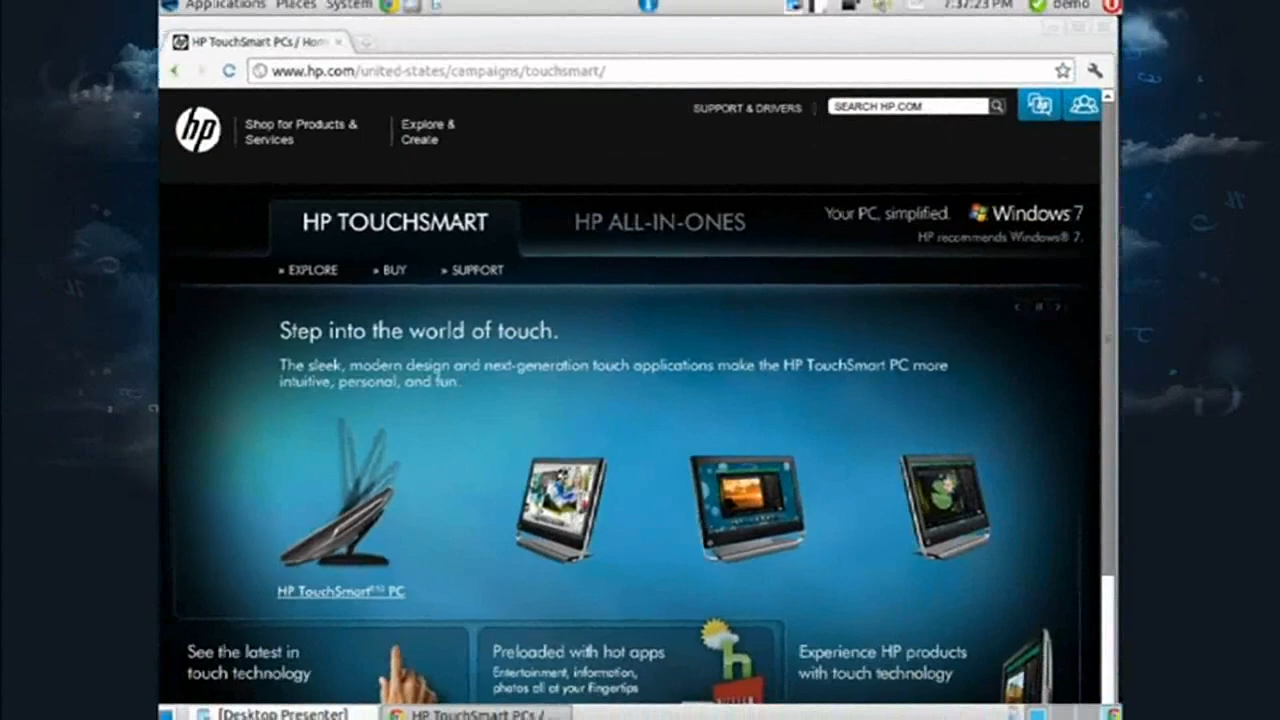 Applications Places System 7:37:23 PM demo
HP TouchSmart PCs / Hom
www.hp.com/united-states/campaigns/touchsmart/
SUPPORT & DRIVERS SEARCH HP.COM
hp Shop for Products & Services Explore & Create
HP TOUCHSMART HP ALL-IN-ONES Your PC, simplified. Windows 7
HP recommends Windows® 7.
» EXPLORE » BUY » SUPPORT
Step into the world of touch.
The sleek, modern design and next-generation touch applications make the HP TouchSmart PC more
intuitive, personal, and fun.
HP TouchSmart PC
See the latest in
touch technology
Preloaded with hot apps
Entertainment, information,
photos all at your fingertips
Experience HP products
with touch technology
[Desktop Presenter] HP TouchSmart PCs / ...